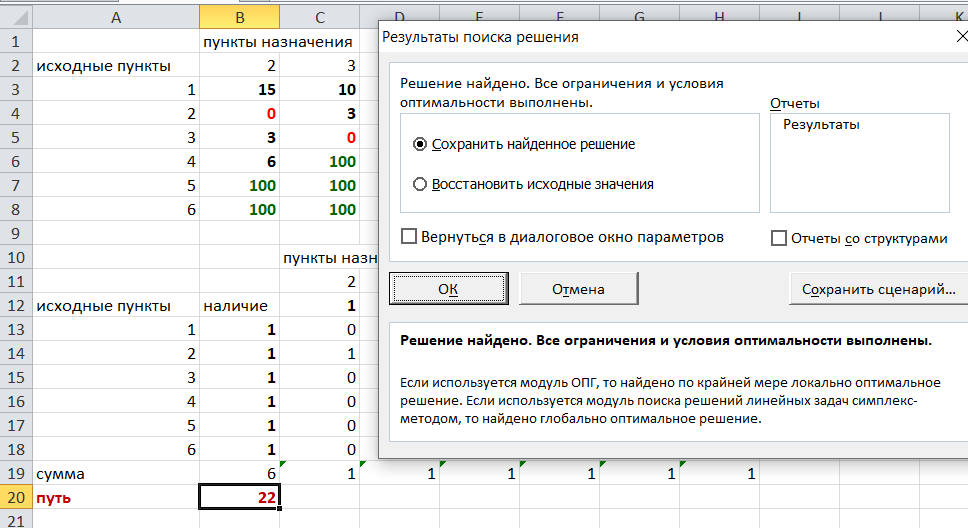 A B C D E F G H I J K
1 пункты назначения
2 исходные пункты 2 3
3 1 15 10
4 2 0 3
5 3 3 0
6 4 6 100
7 5 100 100
8 6 100 100
9
10 пункты назн
11 2
12 исходные пункты наличие 1
13 1 1 0
14 2 1 1
15 3 1 0
16 4 1 0
17 5 1 0
18 6 1 0
19 сумма 6 1 1 1 1 1 1
20 путь 22
21
Результаты поиска решения
Решение найдено. Все ограничения и условия
оптимальности выполнены.
Отчеты
Результаты
Сохранить найденное решение
Восстановить исходные значения
Вернуться в диалоговое окно параметров
Отчеты со структурами
ОК
Отмена
Сохранить сценарий...
Решение найдено. Все ограничения и условия оптимальности выполнены.
Если используется модуль ОПГ, то найдено по крайней мере локально оптимальное
решение. Если используется модуль поиска решений линейных задач симплекс-
методом, то найдено глобально оптимальное решение.